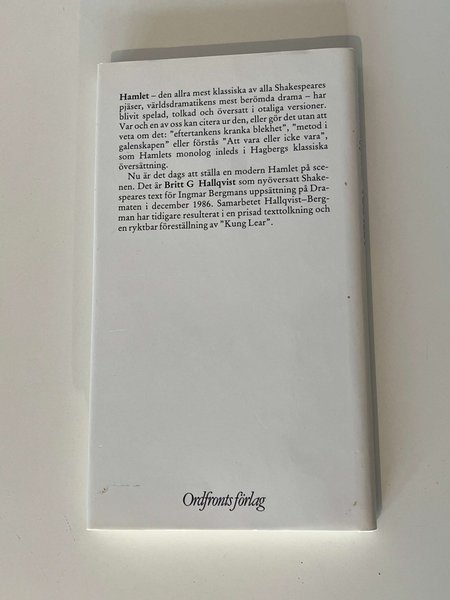 Hamlet – den allra mest klassiska av alla Shakespeares
pjäser, världsdramatikens mest berömda drama – har
blivit spelad, tolkad och översatt i otaliga versioner.
Var och en av oss kan citera ur den, eller gör det utan att
veta om det: "eftertankens kranka blekhet", "metod i
galenskapen" eller förstås "Att vara eller icke vara",
som Hamlets monolog inleds i Hagbergs klassiska
översättning.
Nu är det dags att ställa en modern Hamlet på sce-
nen. Det är Britt G Hallqvist som nyöversatt Shake-
speares text för Ingmar Bergmans uppsättning på Dra-
maten i december 1986. Samarbetet Hallqvist–Berg-
man har tidigare resulterat i en prisad texttolkning och
en ryktbar föreställning av "Kung Lear".
Ordfronts förlag